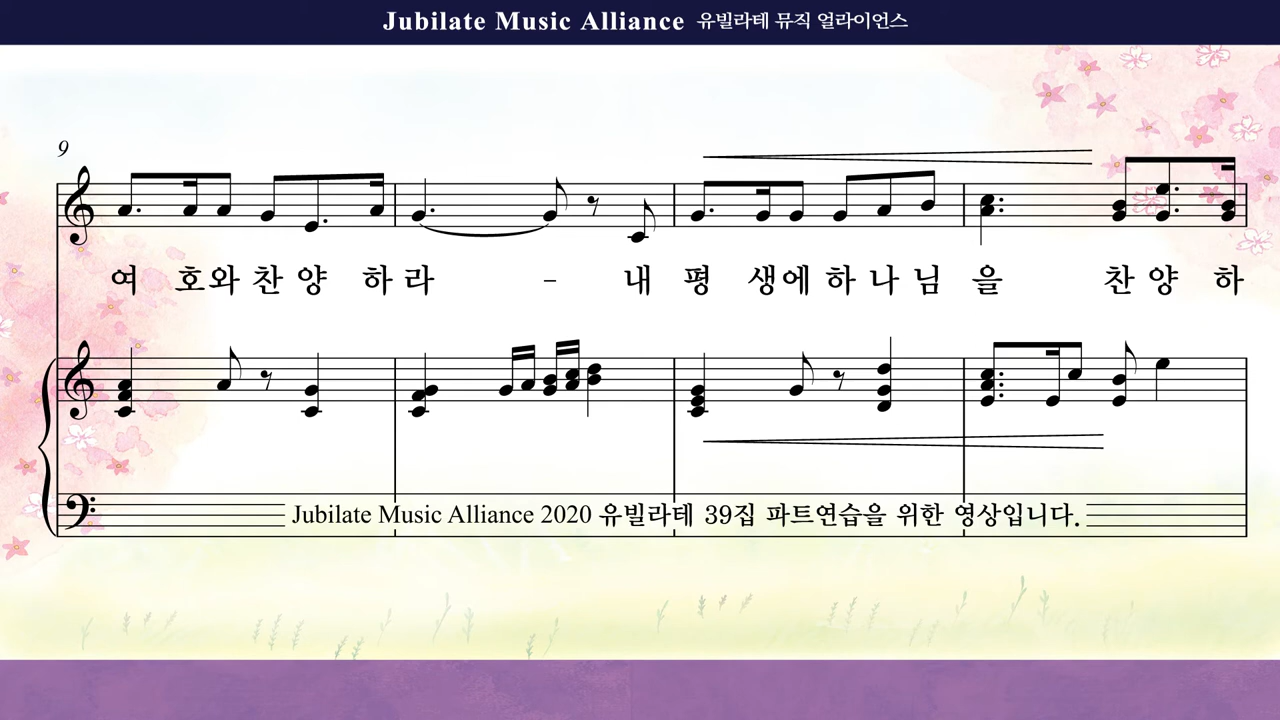 Jubilate Music Alliance 유빌라테 뮤직 얼라이언스
9
여 호와 찬 양 하 라 - 내 평 생에 하 나 님 을 찬 양 하
Jubilate Music Alliance 2020 유빌라테 39집 파트연습을 위한 영상입니다.